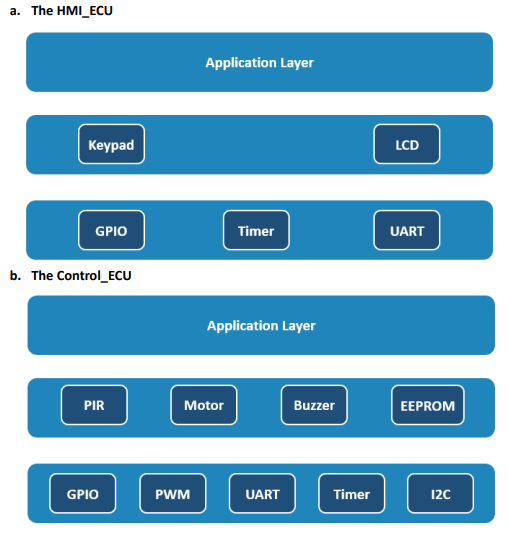 a. The HMI_ECU
Application Layer
Keypad LCD
GPIO Timer UART
b. The Control_ECU
Application Layer
PIR Motor Buzzer EEPROM
GPIO PWM UART Timer I2C